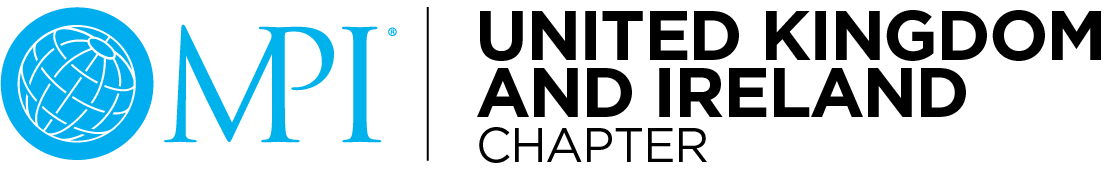 MPI®
UNITED KINGDOM
AND IRELAND
CHAPTER